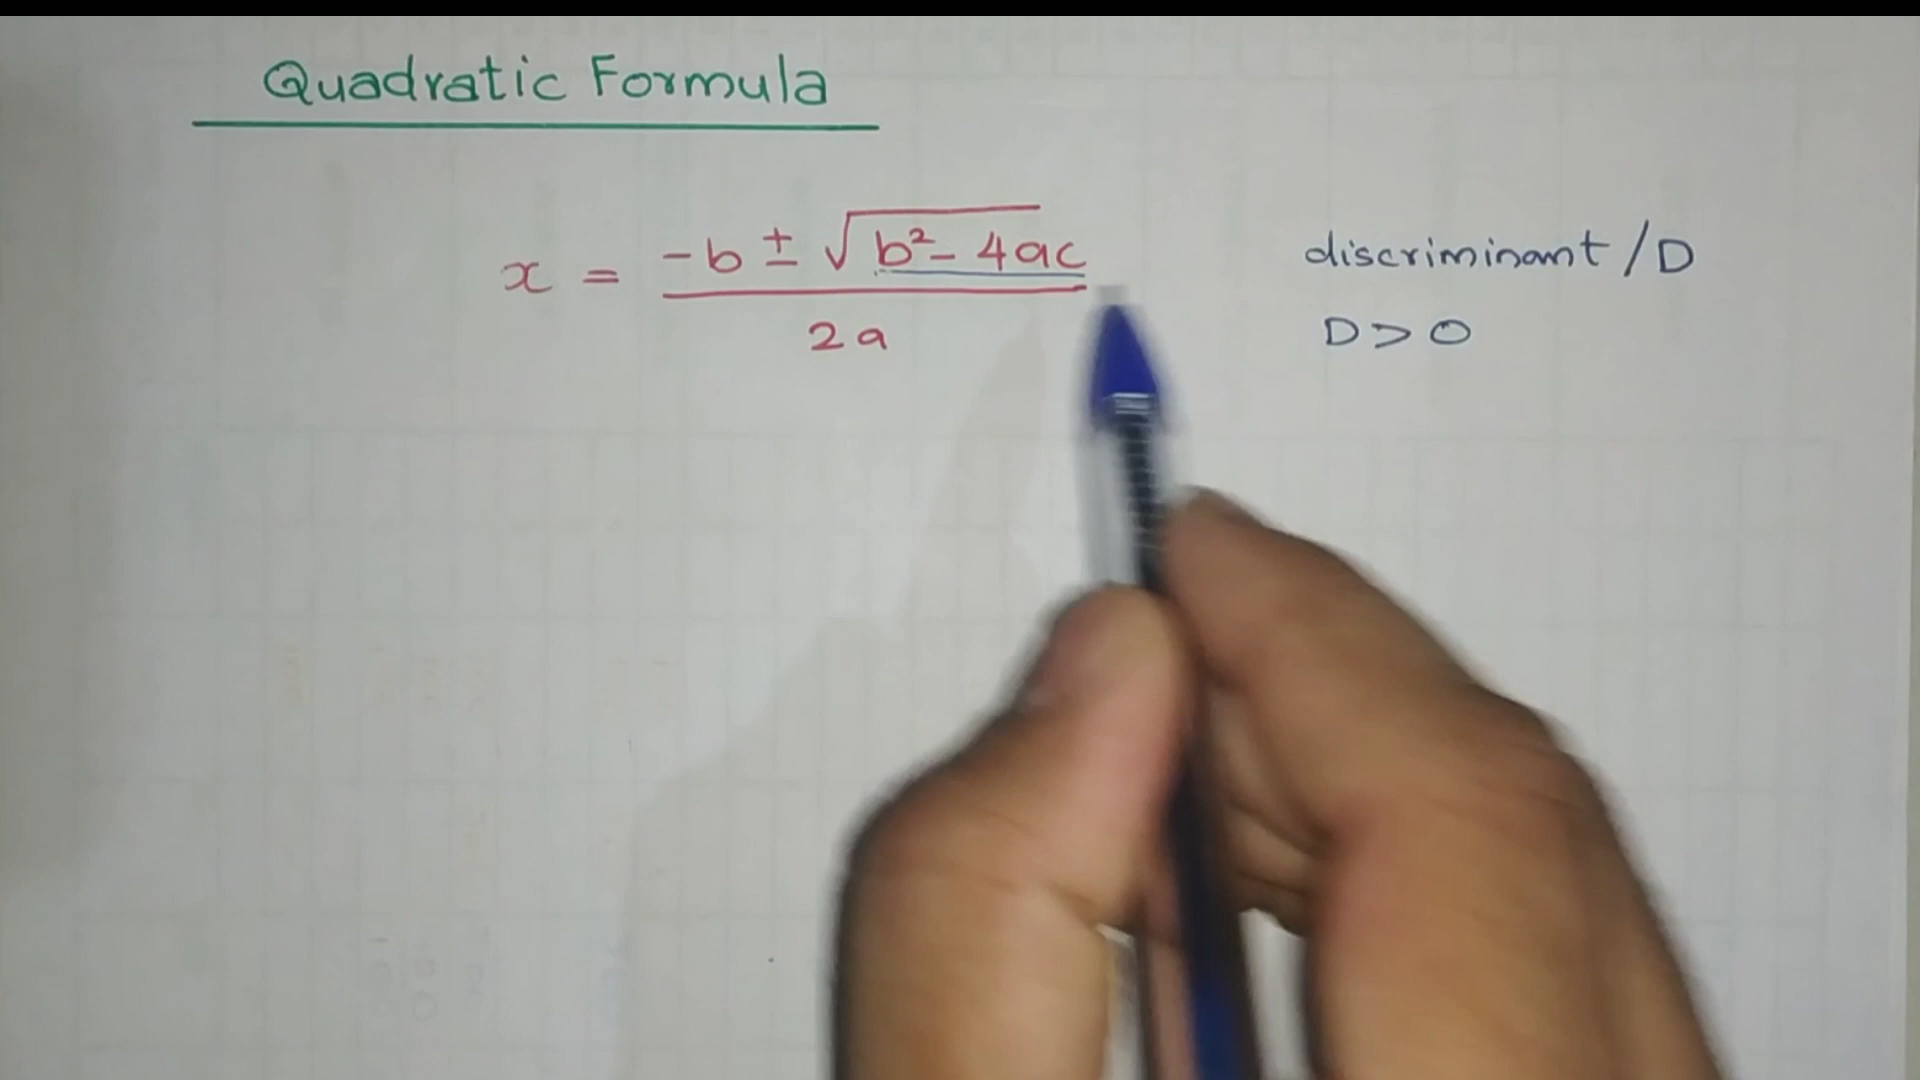 Quadratic Formula
x = -b ± √b² - 4ac / 2a
discriminant / D
D > 0